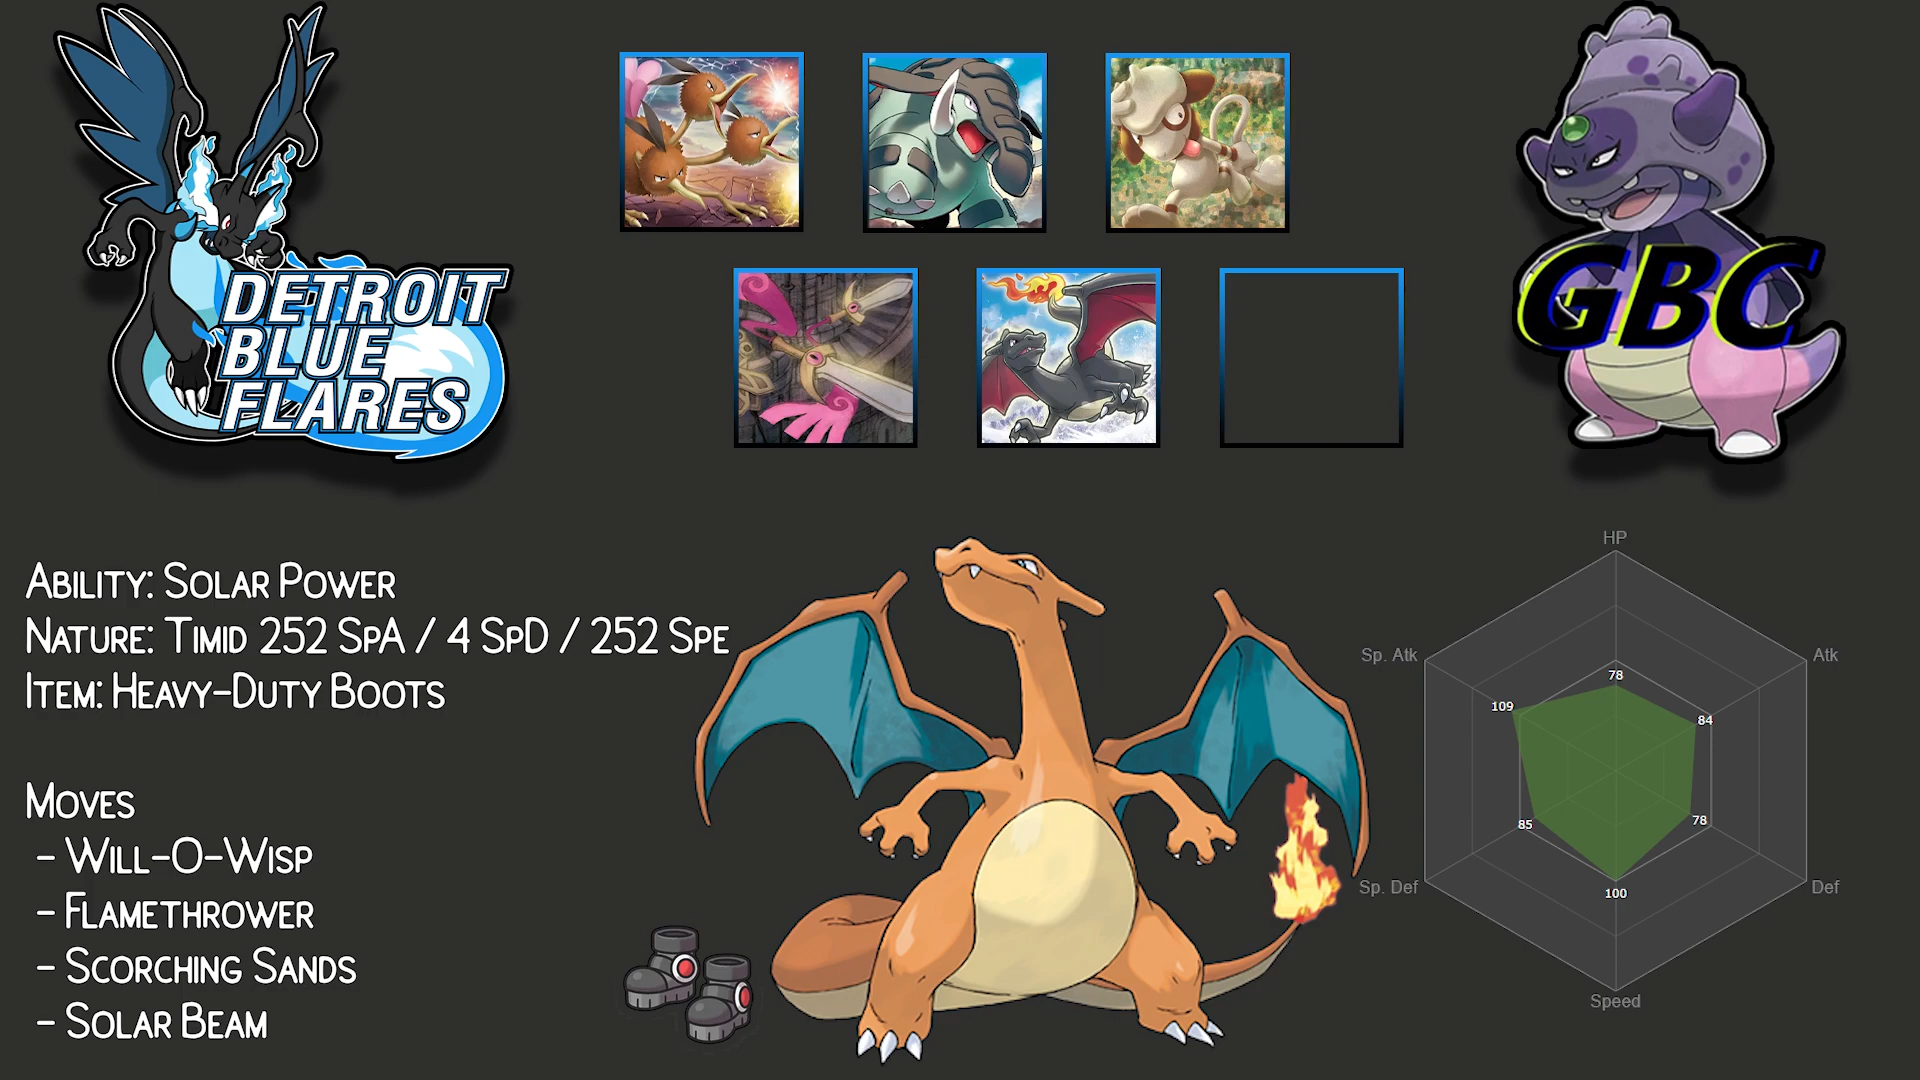 DETROIT
BLUE
FLARES
GBC
Ability: Solar Power
Nature: Timid 252 SpA / 4 SpD / 252 Spe
Item: Heavy-Duty Boots
Moves
- Will-O-Wisp
- Flamethrower
- Scorching Sands
- Solar Beam
HP
Sp. Atk
Atk
78
109
84
85
78
Sp. Def
Def
100
Speed